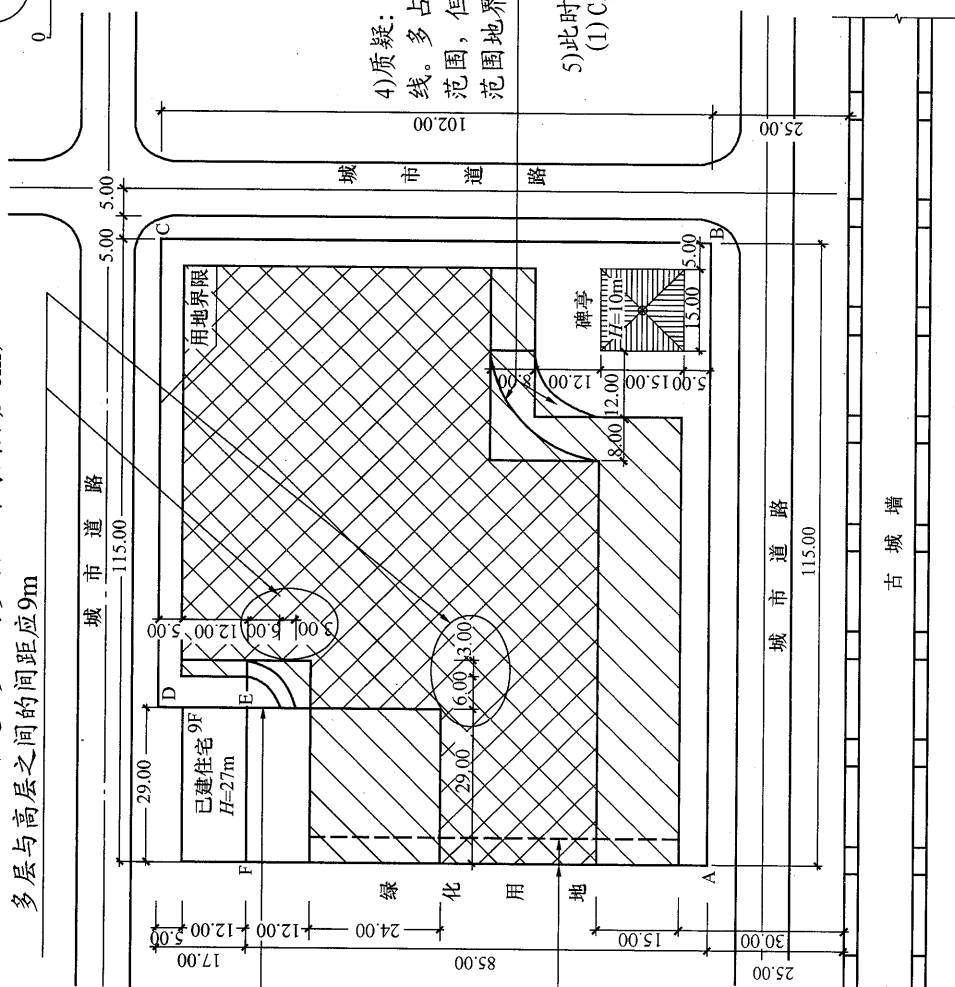 0
4)质疑:
线。多 占
范围，但
范围地界
5)此时
(1) C
多层与高层之间的间距应9m
城市道路
115.00
5.00
5.00
城市道路
102.00
25.00
C
用地界限
D
29.00
9F
已建住宅
H=27m
E
F
5.00
12.00
6.00
3.00
29.00
6.00
3.00
碑亭
H=10m
5.00
15.00
B
8.00
12.00
15.00
5.00
5.00
12.00
8.00
绿化用地
A
5.00
12.00
12.00
24.00
15.00
30.00
17.00
85.00
25.00
城市道路
115.00
古城墙